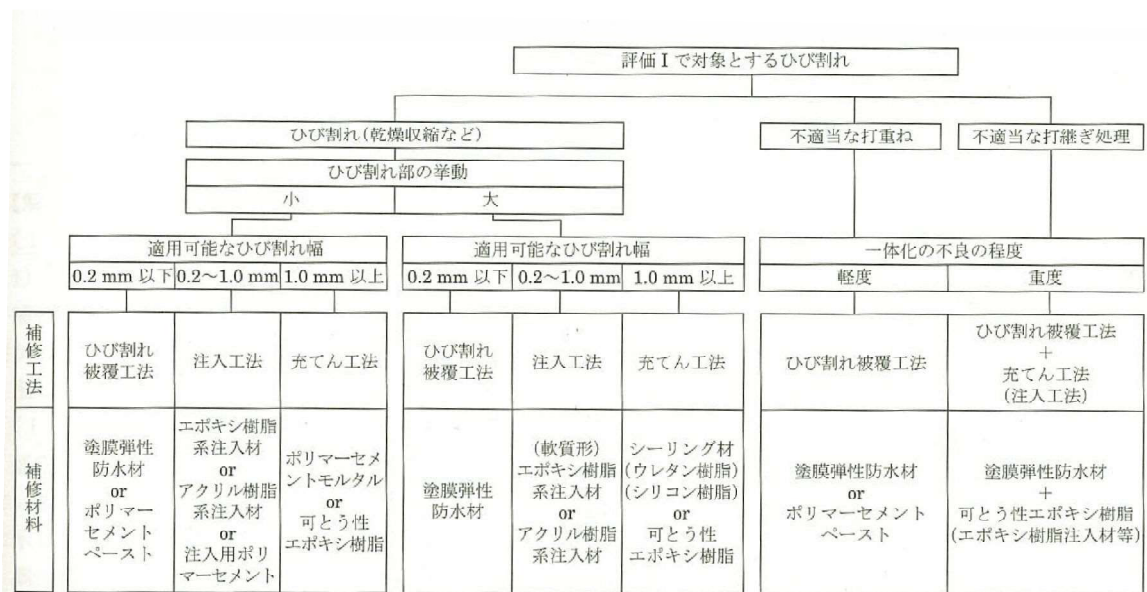 評価Ⅰで対象とするひび割れ
ひび割れ(乾燥収縮など)
不適当な打重ね
不適当な打継ぎ処理
ひび割れ部の挙動
小
大
適用可能なひび割れ幅
0.2 mm 以下
0.2～1.0 mm
1.0 mm 以上
適用可能なひび割れ幅
0.2 mm 以下
0.2～1.0 mm
1.0 mm 以上
一体化の不良の程度
軽度
重度
補修工法
ひび割れ
被覆工法
注入工法
充てん工法
ひび割れ
被覆工法
注入工法
充てん工法
ひび割れ被覆工法
ひび割れ被覆工法
＋
充てん工法
(注入工法)
補修材料
塗膜弾性
防水材
or
ポリマー
セメント
ペースト
エポキシ樹脂
系注入材
or
アクリル樹脂
系注入材
or
注入用ポリ
マーセメント
ポリマーセメ
ントモルタル
or
可とう性
エポキシ樹脂
塗膜弾性
防水材
(軟質形)
エポキシ樹脂
系注入材
or
アクリル樹脂
系注入材
シーリング材
(ウレタン樹脂)
(シリコン樹脂)
or
可とう性
エポキシ樹脂
塗膜弾性防水材
or
ポリマーセメント
ペースト
塗膜弾性防水材
＋
可とう性エポキシ樹脂
(エポキシ樹脂注入材等)